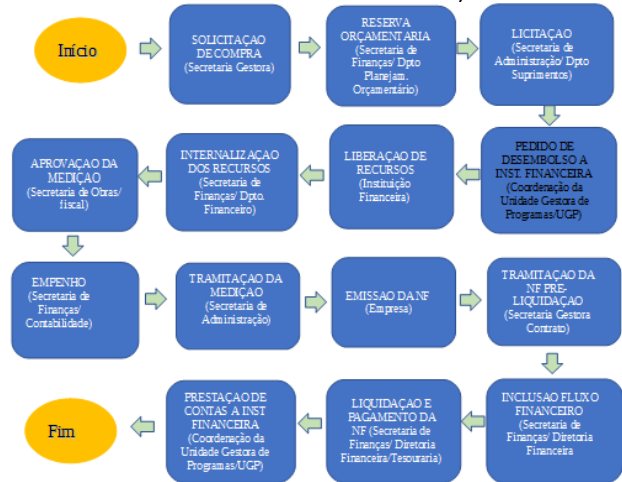 Início
SOLICITAÇÃO
DE COMPRA
(Secretaria Gestora)
RESERVA
ORÇAMENTARIA
(Secretaria de
Finanças/ Dpto
Planejam.
Orçamentário)
LICITAÇAO
(Secretaria de
Administração/ Dpto
Suprimentos)
PEDIDO DE
DESEMBOLSO A
INST. FINANCEIRA
(Coordenação da
Unidade Gestora de
Programas/UGP)
LIBERAÇAO DE
RECURSOS
(Instituição
Financeira)
INTERNALIZAÇAO
DOS RECURSOS
(Secretaria de
Finanças/ Dpto.
Financeiro)
APROVAÇAO DA
MEDIÇAO
(Secretaria de Obras/
fiscal)
EMPENHO
(Secretaria de
Finanças/
Contabilidade)
TRAMITAÇAO DA
MEDIÇAO
(Secretaria de
Administração)
EMISSAO DA NF
(Empresa)
TRAMITAÇAO DA
NF PRE-
LIQUIDAÇAO
(Secretaria Gestora
Contrato)
INCLUSAO FLUXO
FINANCEIRO
(Secretaria de
Finanças/ Diretoria
Financeira
LIQUIDAÇAO E
PAGAMENTO DA
NF (Secretaria de
Finanças/ Diretoria
Financeira/Tesouraria)
PRESTAÇAO DE
CONTAS A INST
FINANCEIRA
(Coordenação da
Unidade Gestora de
Programas/UGP)
Fim